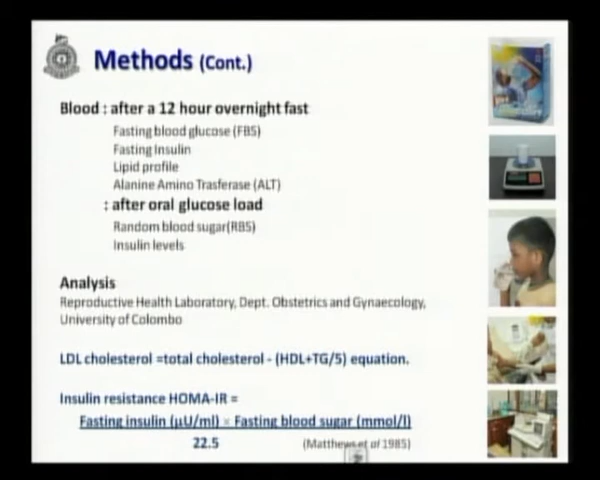 Methods (Cont.)
Blood : after a 12 hour overnight fast
Fasting blood glucose (FBS)
Fasting Insulin
Lipid profile
Alanine Amino Trasferase (ALT)
: after oral glucose load
Random blood sugar(RBS)
Insulin levels
Analysis
Reproductive Health Laboratory, Dept. Obstetrics and Gynaecology,
University of Colombo
LDL cholesterol =total cholesterol - (HDL+TG/5) equation.
Insulin resistance HOMA-IR =
Fasting insulin (µU/ml) × Fasting blood sugar (mmol/l)
22.5 (Matthews et al 1985)